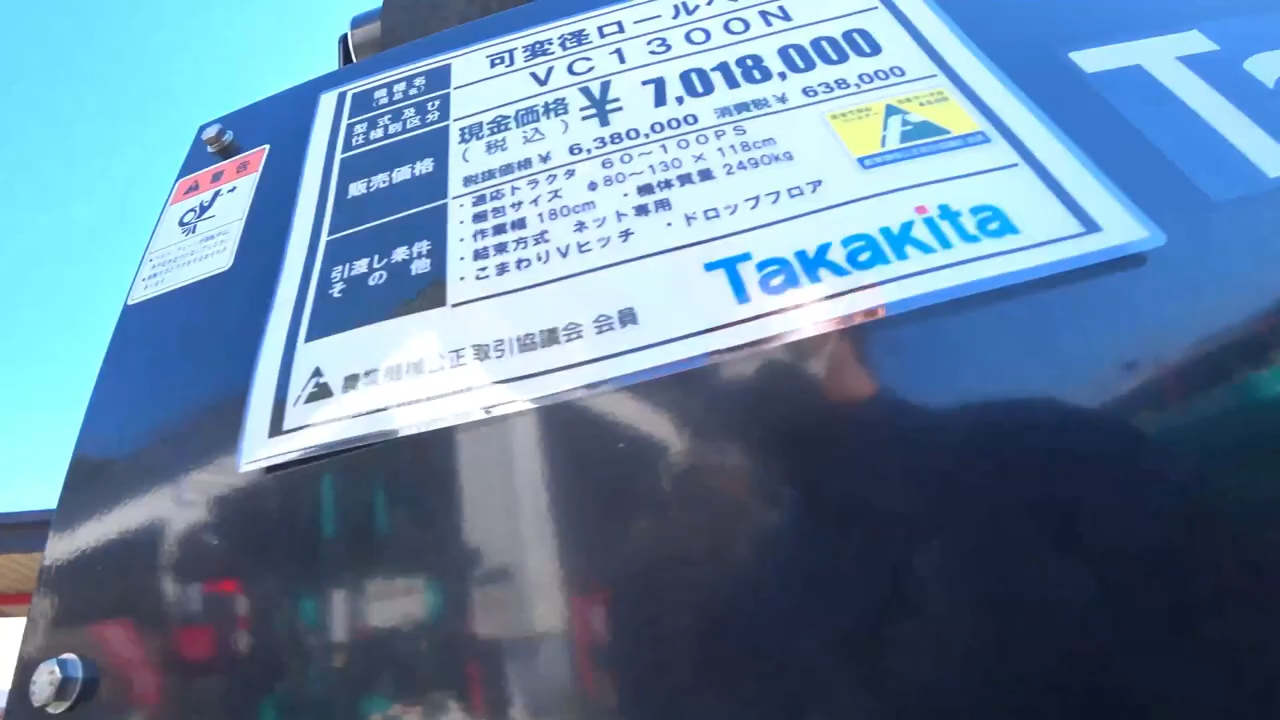 機種名
(商品名)
可変径ロールベ
型式及び
仕様別区分
VC1300N
販売価格
現金価格
(税込)
¥ 7,018,000
税抜価格¥ 6,380,000 消費税¥ 638,000
引渡し条件
その他
・適応トラクタ 60～100PS
・梱包サイズ φ80～130 × 118cm
・作業幅 180cm ・機体質量 2490kg
・結束方式 ネット専用
・こまわりVヒッチ ・ドロップフロア
Takakita
農業機械公正取引協議会 会員
警告
Ta